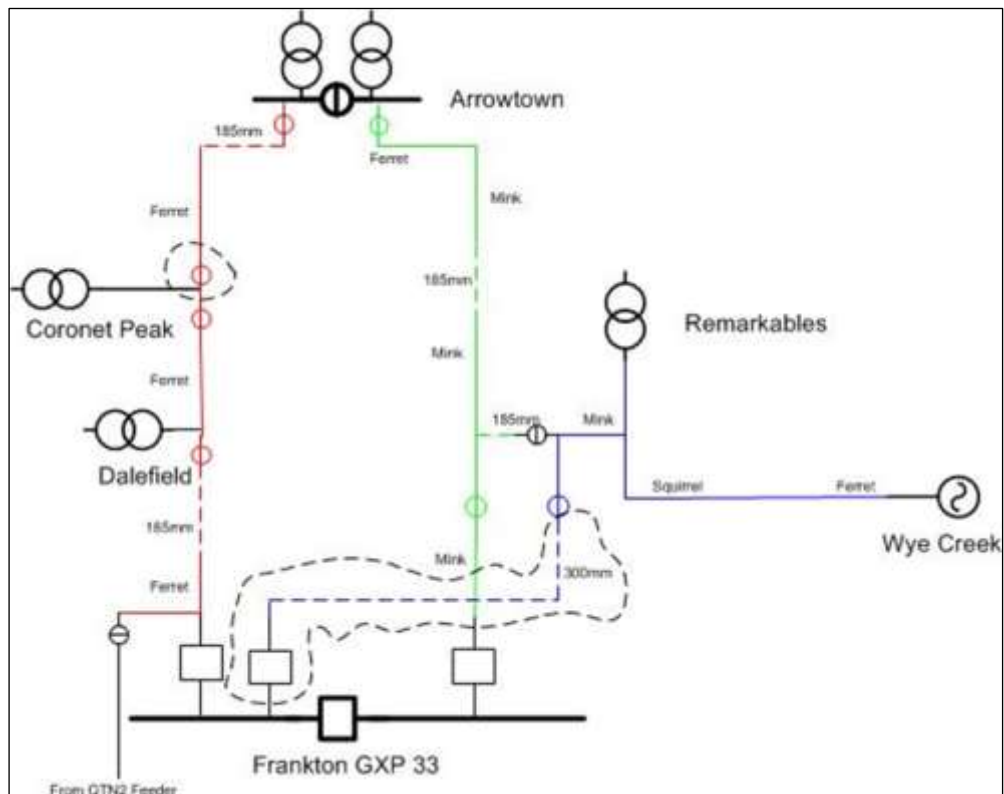 Arrowtown
185mm
Ferret
Ferret
Mink
185mm
Coronet Peak
Remarkables
Mink
Ferret
185mm
Mink
Dalefield
Squirrel
Ferret
Wye Creek
185mm
Mink
300mm
Ferret
Frankton GXP 33
From QTN2 Feeder